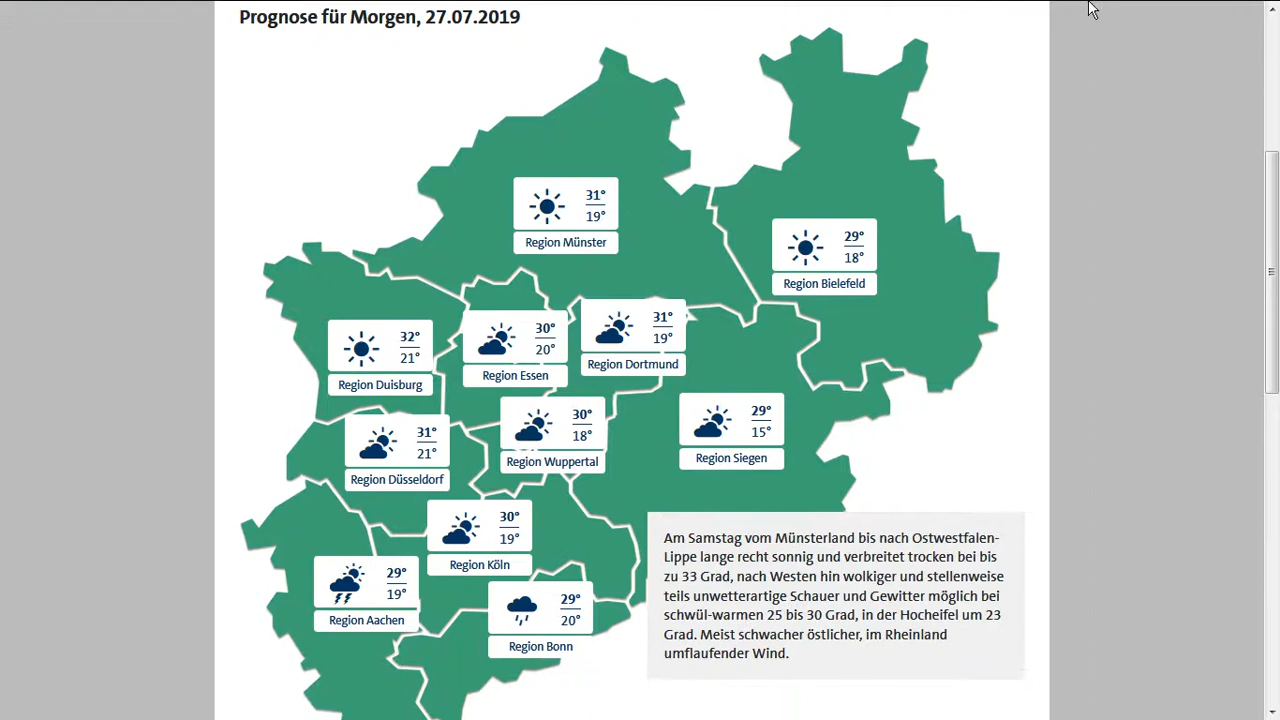 Prognose für Morgen, 27.07.2019
31°
19°
Region Münster
29°
18°
Region Bielefeld
32°
21°
Region Duisburg
30°
20°
Region Essen
31°
19°
Region Dortmund
31°
21°
Region Düsseldorf
30°
18°
Region Wuppertal
29°
15°
Region Siegen
30°
19°
Region Köln
29°
19°
Region Aachen
29°
20°
Region Bonn
Am Samstag vom Münsterland bis nach Ostwestfalen-
Lippe lange recht sonnig und verbreitet trocken bei bis
zu 33 Grad, nach Westen hin wolkiger und stellenweise
teils unwetterartige Schauer und Gewitter möglich bei
schwül-warmen 25 bis 30 Grad, in der Hocheifel um 23
Grad. Meist schwacher östlicher, im Rheinland
umflaufender Wind.